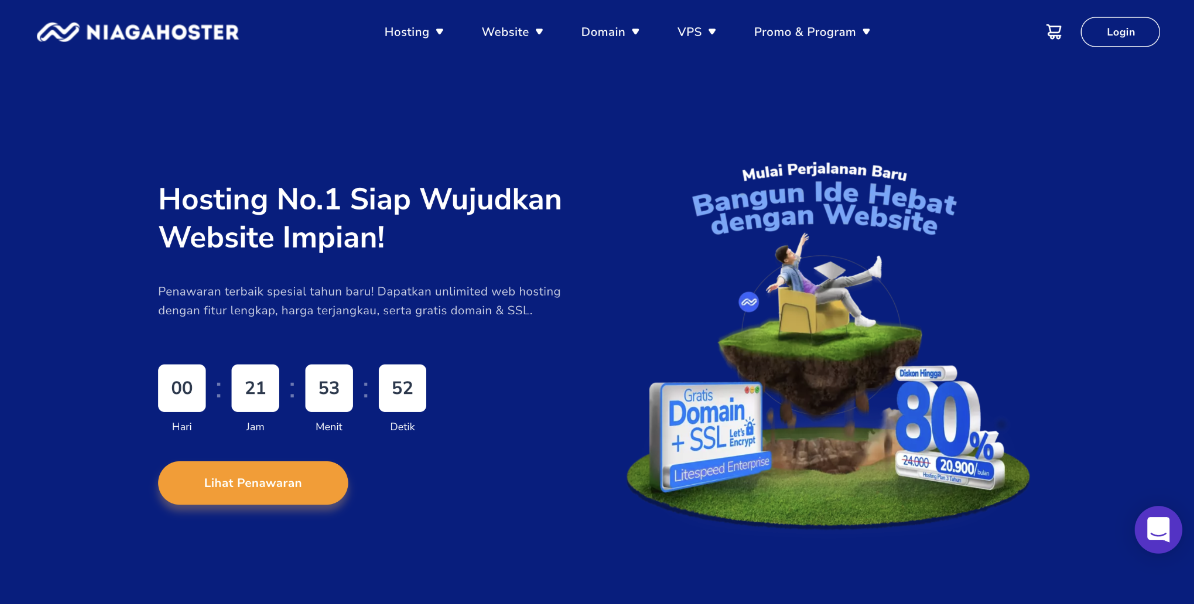 NIAGAHOSTER
Hosting
Website
Domain
VPS
Promo & Program
Login
Hosting No.1 Siap Wujudkan
Website Impian!
Penawaran terbaik spesial tahun baru! Dapatkan unlimited web hosting
dengan fitur lengkap, harga terjangkau, serta gratis domain & SSL.
00 : 21 : 53 : 52
Hari Jam Menit Detik
Lihat Penawaran
Mulai Perjalanan Baru
Bangun Ide Hebat
dengan Website
Gratis
Domain
+ SSL
Let's
Encrypt
Litespeed Enterprise
Diskon Hingga
80%
24.000 20.900/bulan
Hosting Plan 3 Tahun